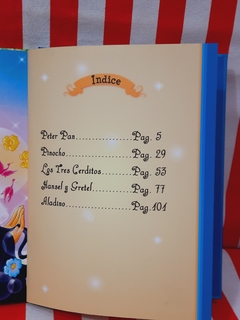 Indice
Peter Pan..............Pag. 5
Pinocho................Pag. 29
Los Tres Cerditos......Pag. 53
Hansel y Gretel........Pag. 77
Aladino................Pag. 101